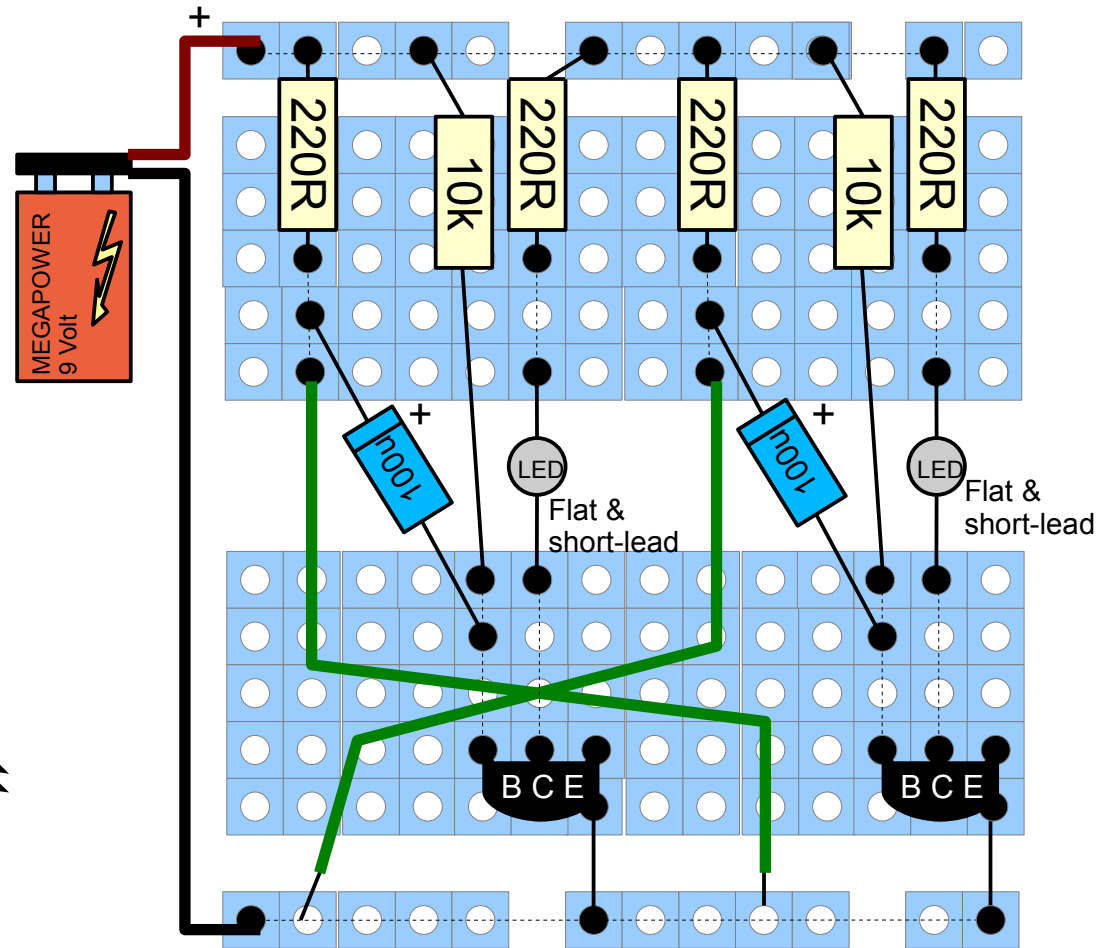 +
220R
10k
220R
220R
10k
220R
MEGAPOWER
9 Volt
+
100u
LED
Flat &
short-lead
+
100u
LED
Flat &
short-lead
B C E
B C E